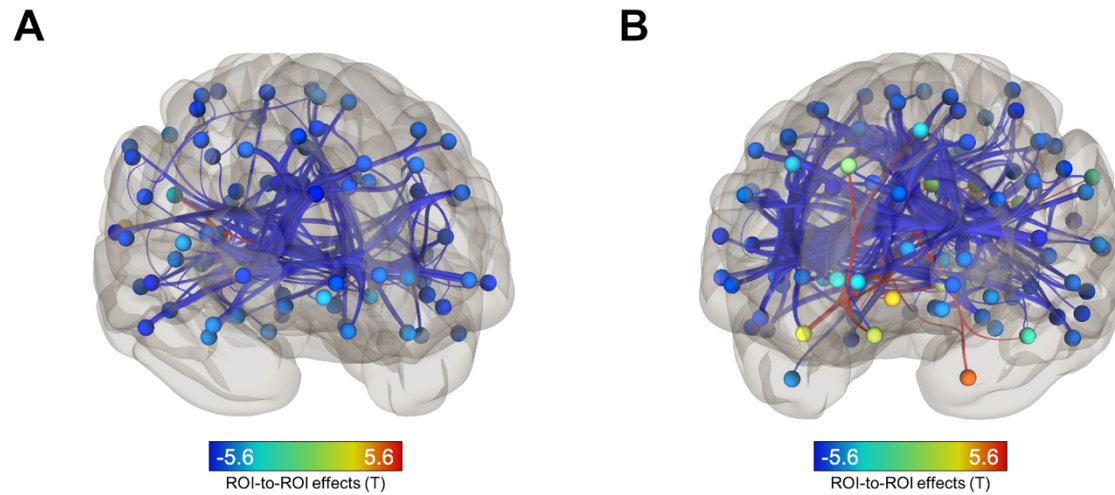 A
B
-5.6 5.6
ROI-to-ROI effects (T)
-5.6 5.6
ROI-to-ROI effects (T)